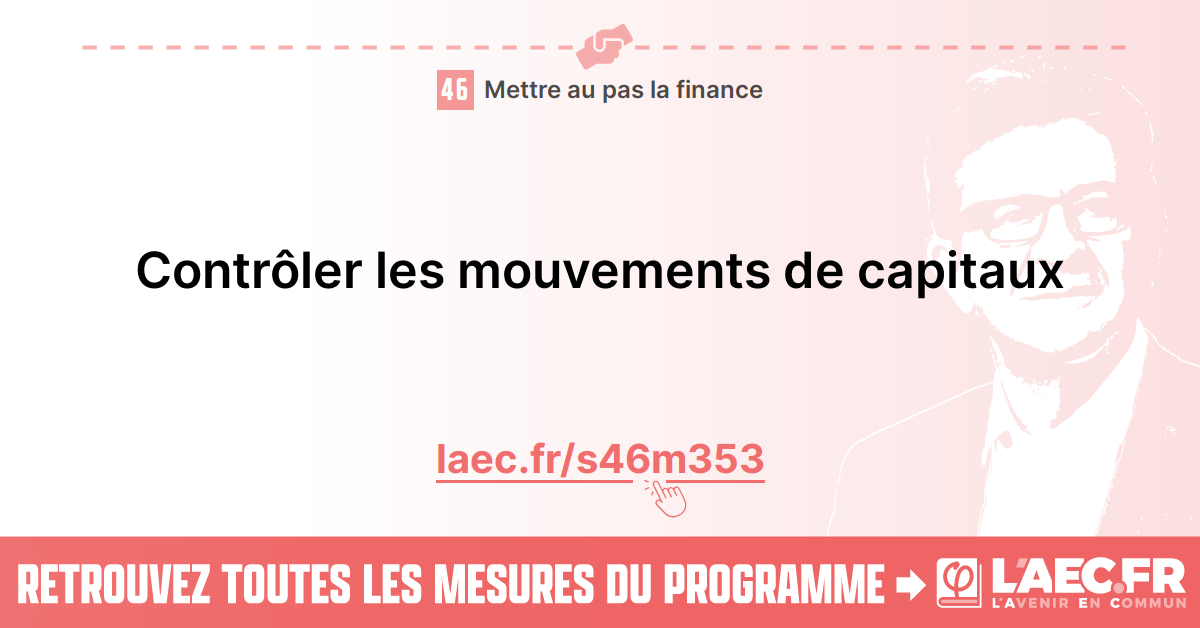 46 Mettre au pas la finance
Contrôler les mouvements de capitaux
laec.fr/s46m353
RETROUVEZ TOUTES LES MESURES DU PROGRAMME
φ L'AEC.FR
L'AVENIR EN COMMUN